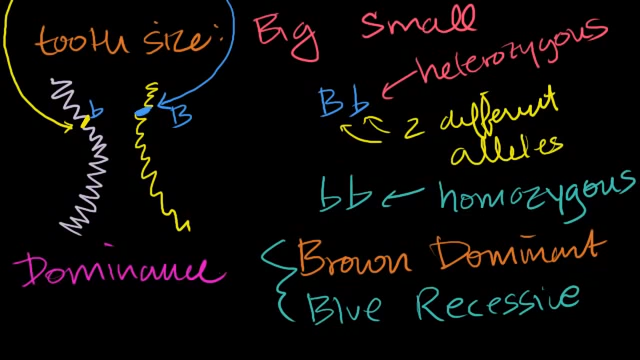 tooth size: Big Small
heterozygous
b B Bb
2 different
alleles
bb homozygous
Dominance Brown Dominant
Blue Recessive